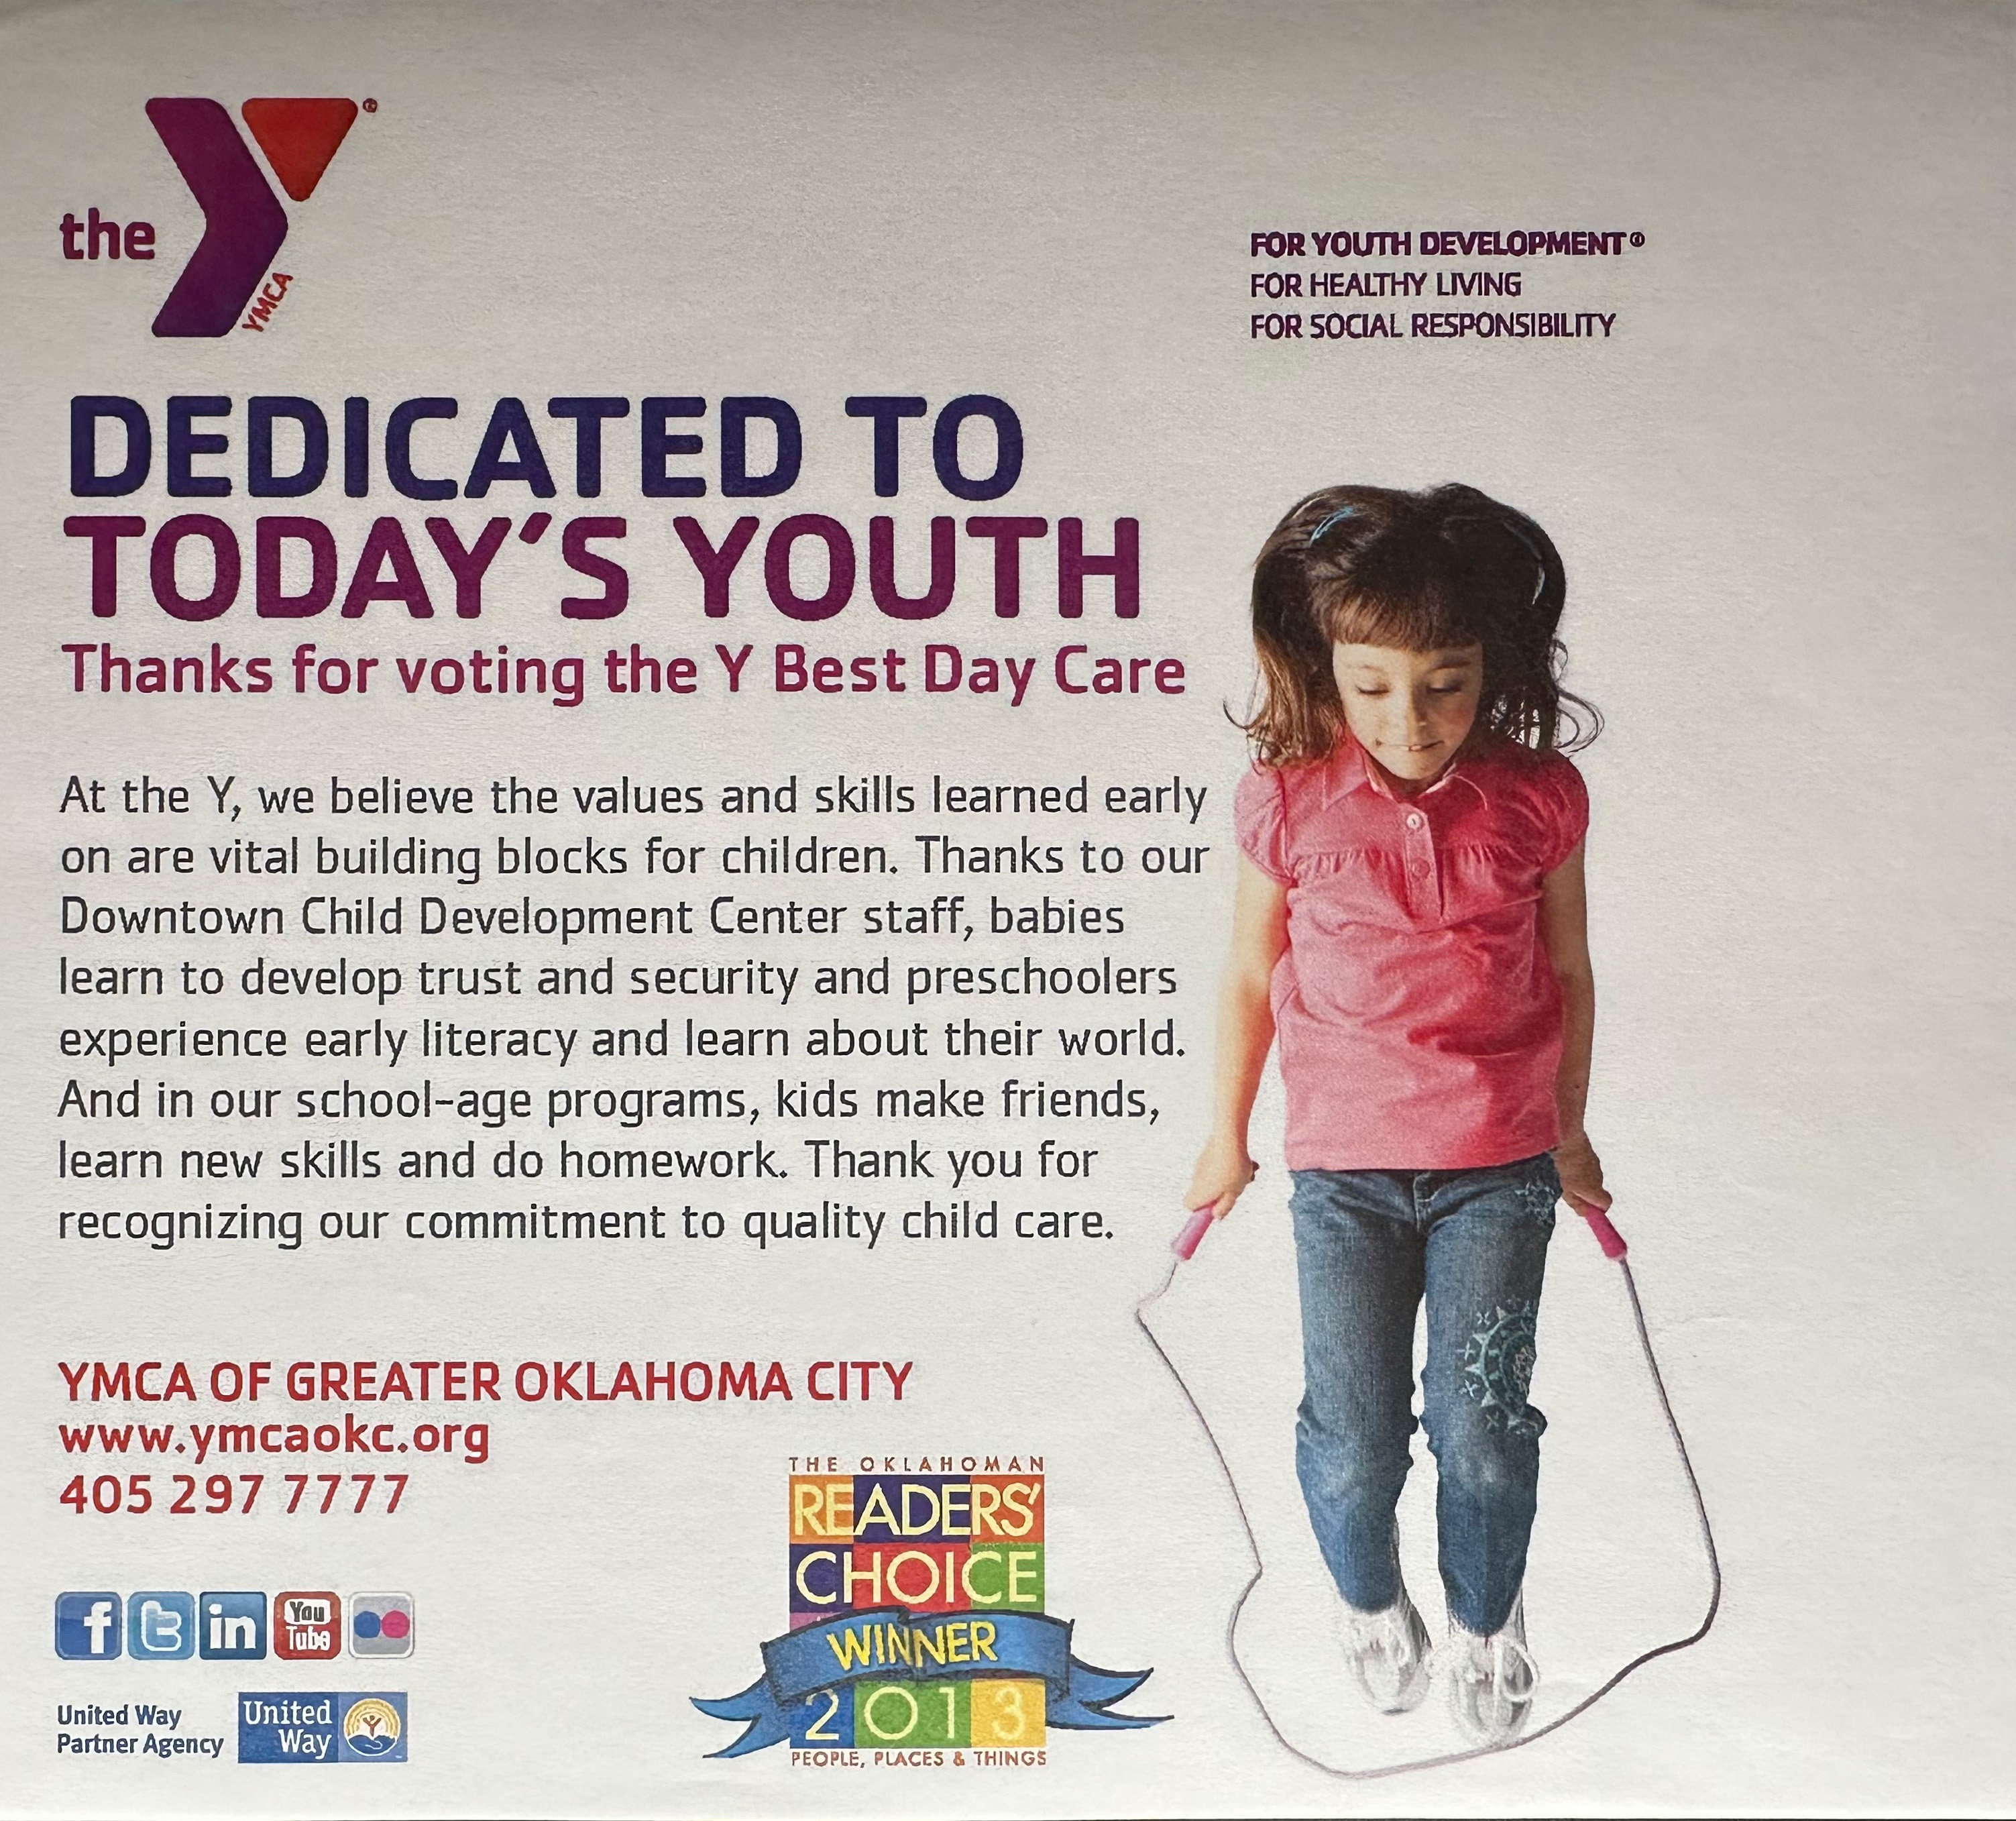 the
YMCA
FOR YOUTH DEVELOPMENT®
FOR HEALTHY LIVING
FOR SOCIAL RESPONSIBILITY
DEDICATED TO
TODAY'S YOUTH
Thanks for voting the Y Best Day Care
At the Y, we believe the values and skills learned early
on are vital building blocks for children. Thanks to our
Downtown Child Development Center staff, babies
learn to develop trust and security and preschoolers
experience early literacy and learn about their world.
And in our school-age programs, kids make friends,
learn new skills and do homework. Thank you for
recognizing our commitment to quality child care.
YMCA OF GREATER OKLAHOMA CITY
www.ymcaokc.org
405 297 7777
THE OKLAHOMAN
READERS'
CHOICE
WINNER
2013
PEOPLE, PLACES & THINGS
f t in You
Tube
United Way
Partner Agency
United
Way